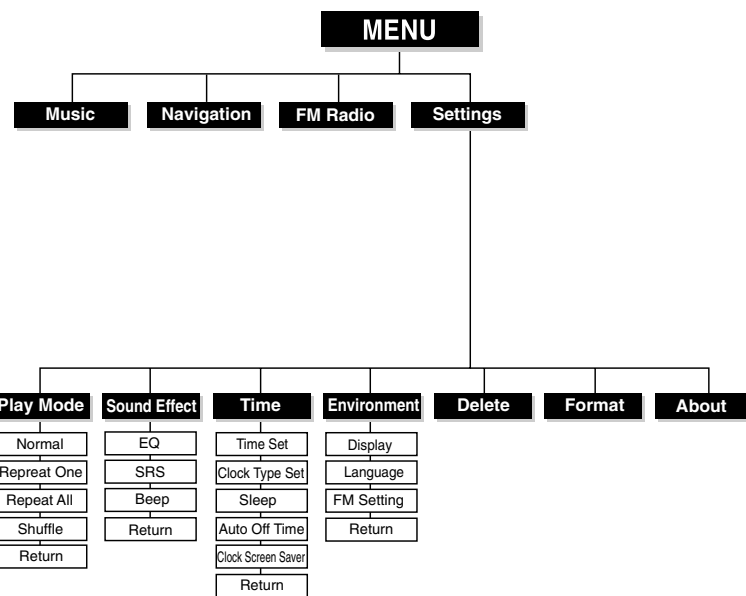 MENU
Music
Navigation
FM Radio
Settings
Play Mode
Sound Effect
Time
Environment
Delete
Format
About
Normal
Repreat One
Repeat All
Shuffle
Return
EQ
SRS
Beep
Return
Time Set
Clock Type Set
Sleep
Auto Off Time
Clock Screen Saver
Return
Display
Language
FM Setting
Return